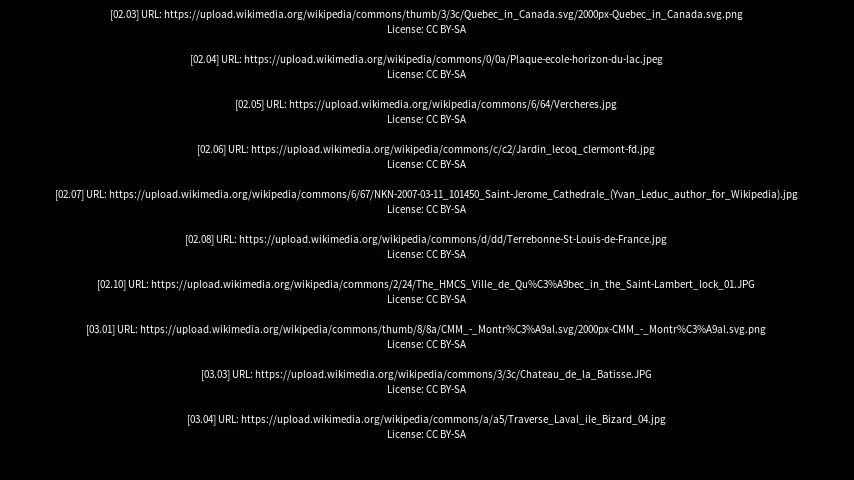 [02.03] URL: https://upload.wikimedia.org/wikipedia/commons/thumb/3/3c/Quebec_in_Canada.svg/2000px-Quebec_in_Canada.svg.png
License: CC BY-SA
[02.04] URL: https://upload.wikimedia.org/wikipedia/commons/0/0a/Plaque-ecole-horizon-du-lac.jpeg
License: CC BY-SA
[02.05] URL: https://upload.wikimedia.org/wikipedia/commons/6/64/Vercheres.jpg
License: CC BY-SA
[02.06] URL: https://upload.wikimedia.org/wikipedia/commons/c/c2/Jardin_lecoq_clermont-fd.jpg
License: CC BY-SA
[02.07] URL: https://upload.wikimedia.org/wikipedia/commons/6/67/NKN-2007-03-11_101450_Saint-Jerome_Cathedrale_(Yvan_Leduc_author_for_Wikipedia).jpg
License: CC BY-SA
[02.08] URL: https://upload.wikimedia.org/wikipedia/commons/d/dd/Terrebonne-St-Louis-de-France.jpg
License: CC BY-SA
[02.10] URL: https://upload.wikimedia.org/wikipedia/commons/2/24/The_HMCS_Ville_de_Qu%C3%A9bec_in_the_Saint-Lambert_lock_01.JPG
License: CC BY-SA
[03.01] URL: https://upload.wikimedia.org/wikipedia/commons/thumb/8/8a/CMM_-_Montr%C3%A9al.svg/2000px-CMM_-_Montr%C3%A9al.svg.png
License: CC BY-SA
[03.03] URL: https://upload.wikimedia.org/wikipedia/commons/3/3c/Chateau_de_la_Batisse.JPG
License: CC BY-SA
[03.04] URL: https://upload.wikimedia.org/wikipedia/commons/a/a5/Traverse_Laval_ile_Bizard_04.jpg
License: CC BY-SA